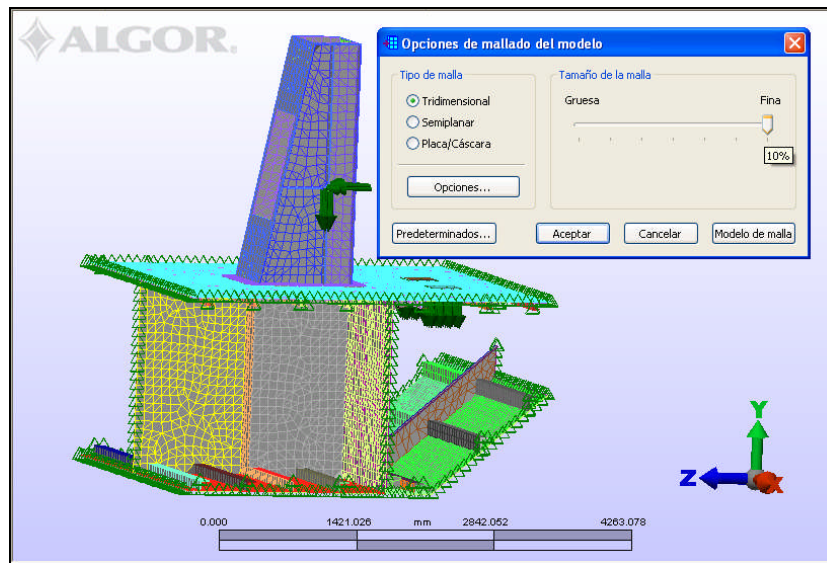 ALGOR.
Opciones de mallado del modelo
Tipo de malla
Tridimensional
Semiplanar
Placa/Cáscara
Opciones...
Tamaño de la malla
Gruesa Fina
10%
Predeterminados... Aceptar Cancelar Modelo de malla
Y
Z X
0.000 1421.026 mm 2842.052 4263.078